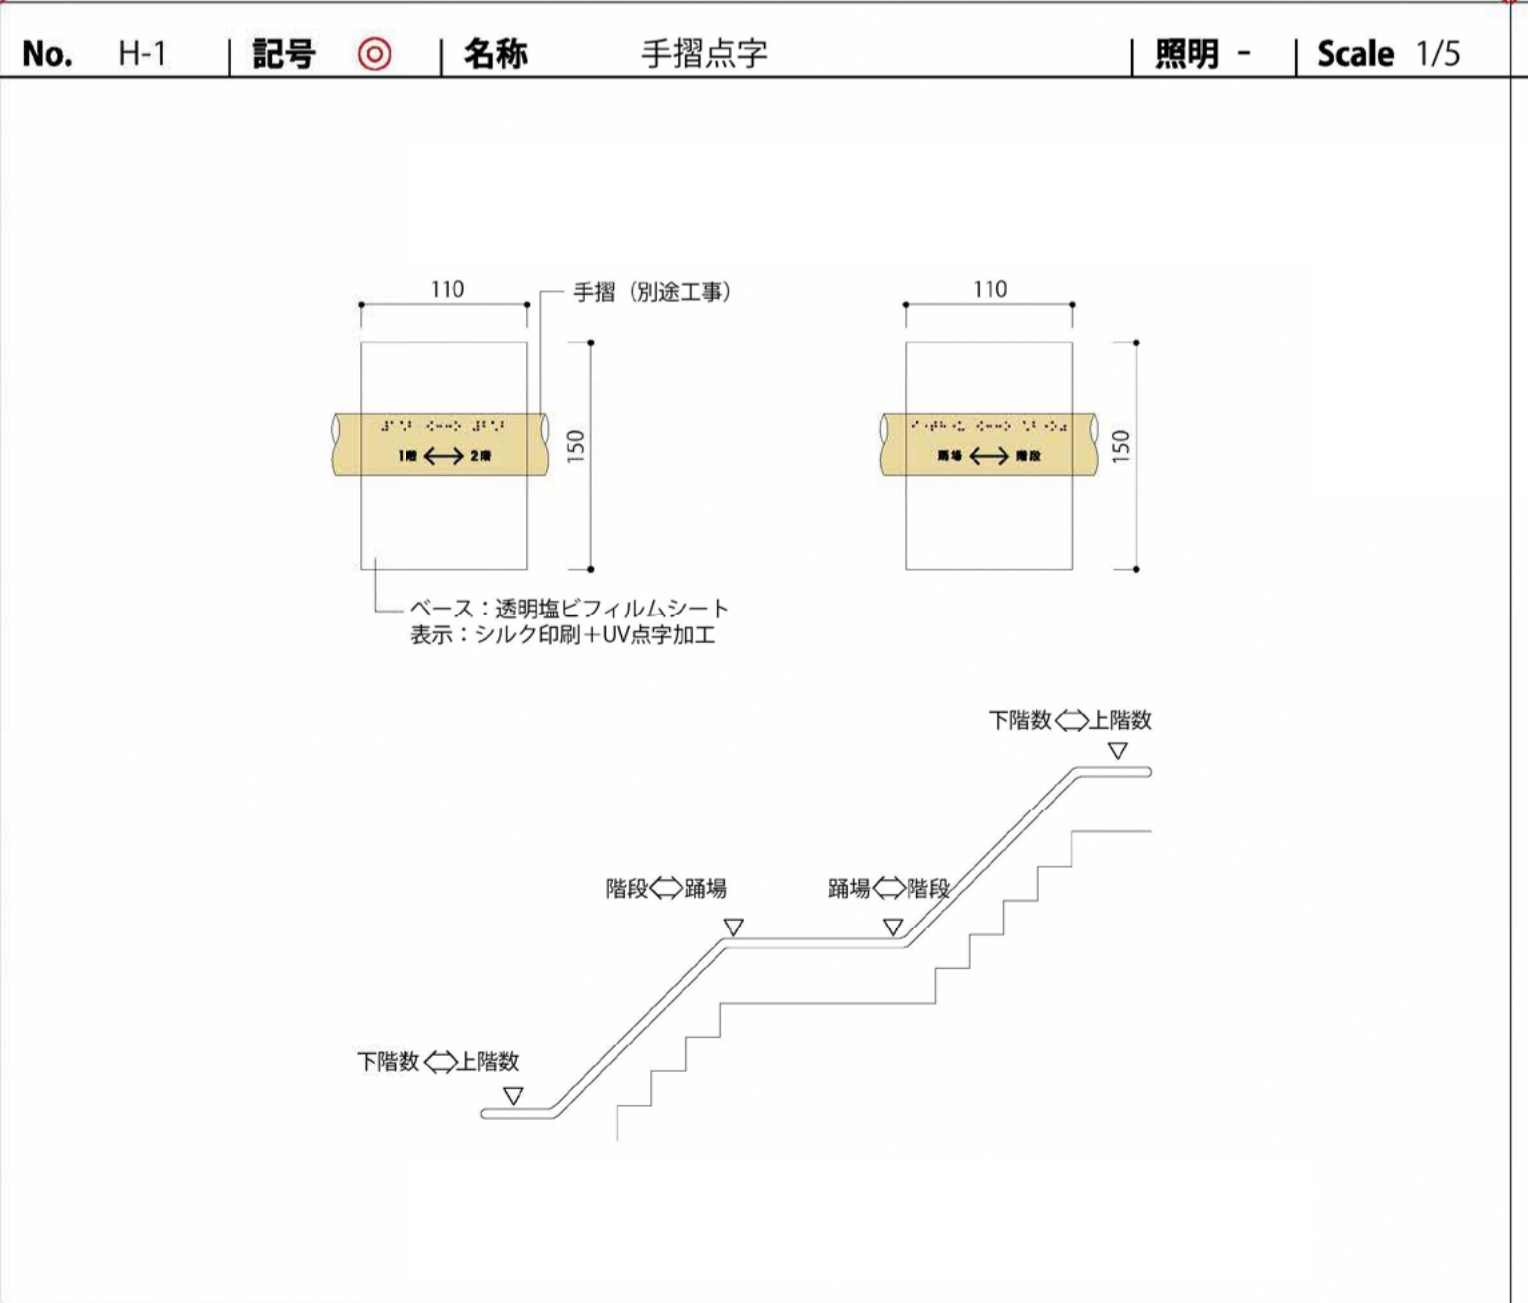 No. H-1 記号 ◎ 名称 手摺点字 照明 - Scale 1/5
110
手摺（別途工事）
150
1階 ⟷ 2階
ベース：透明塩ビフィルムシート
表示：シルク印刷＋UV点字加工
110
150
踊場 ⟷ 階段
下階数⇔上階数
階段⇔踊場
踊場⇔階段
下階数⇔上階数